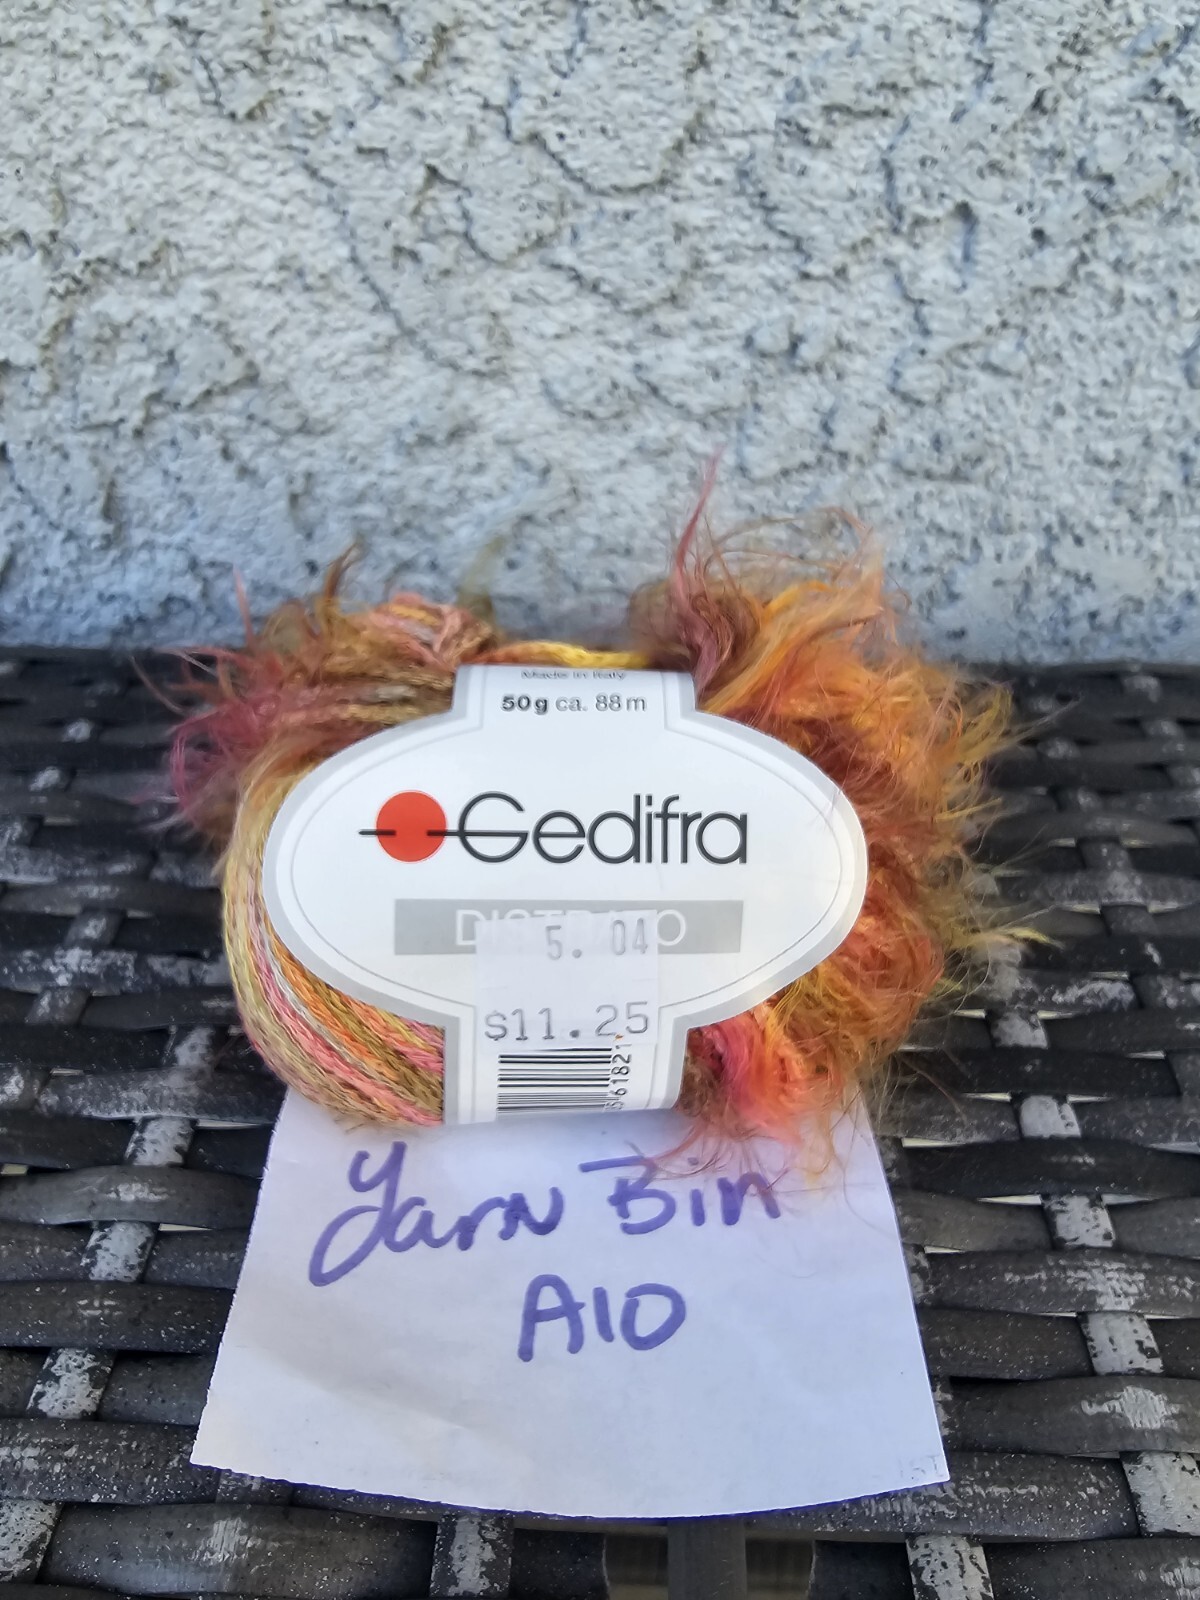 Made in Italy
50g ca. 88m
Gedifra
5. 04
$11.25
Yarn Bin
A10